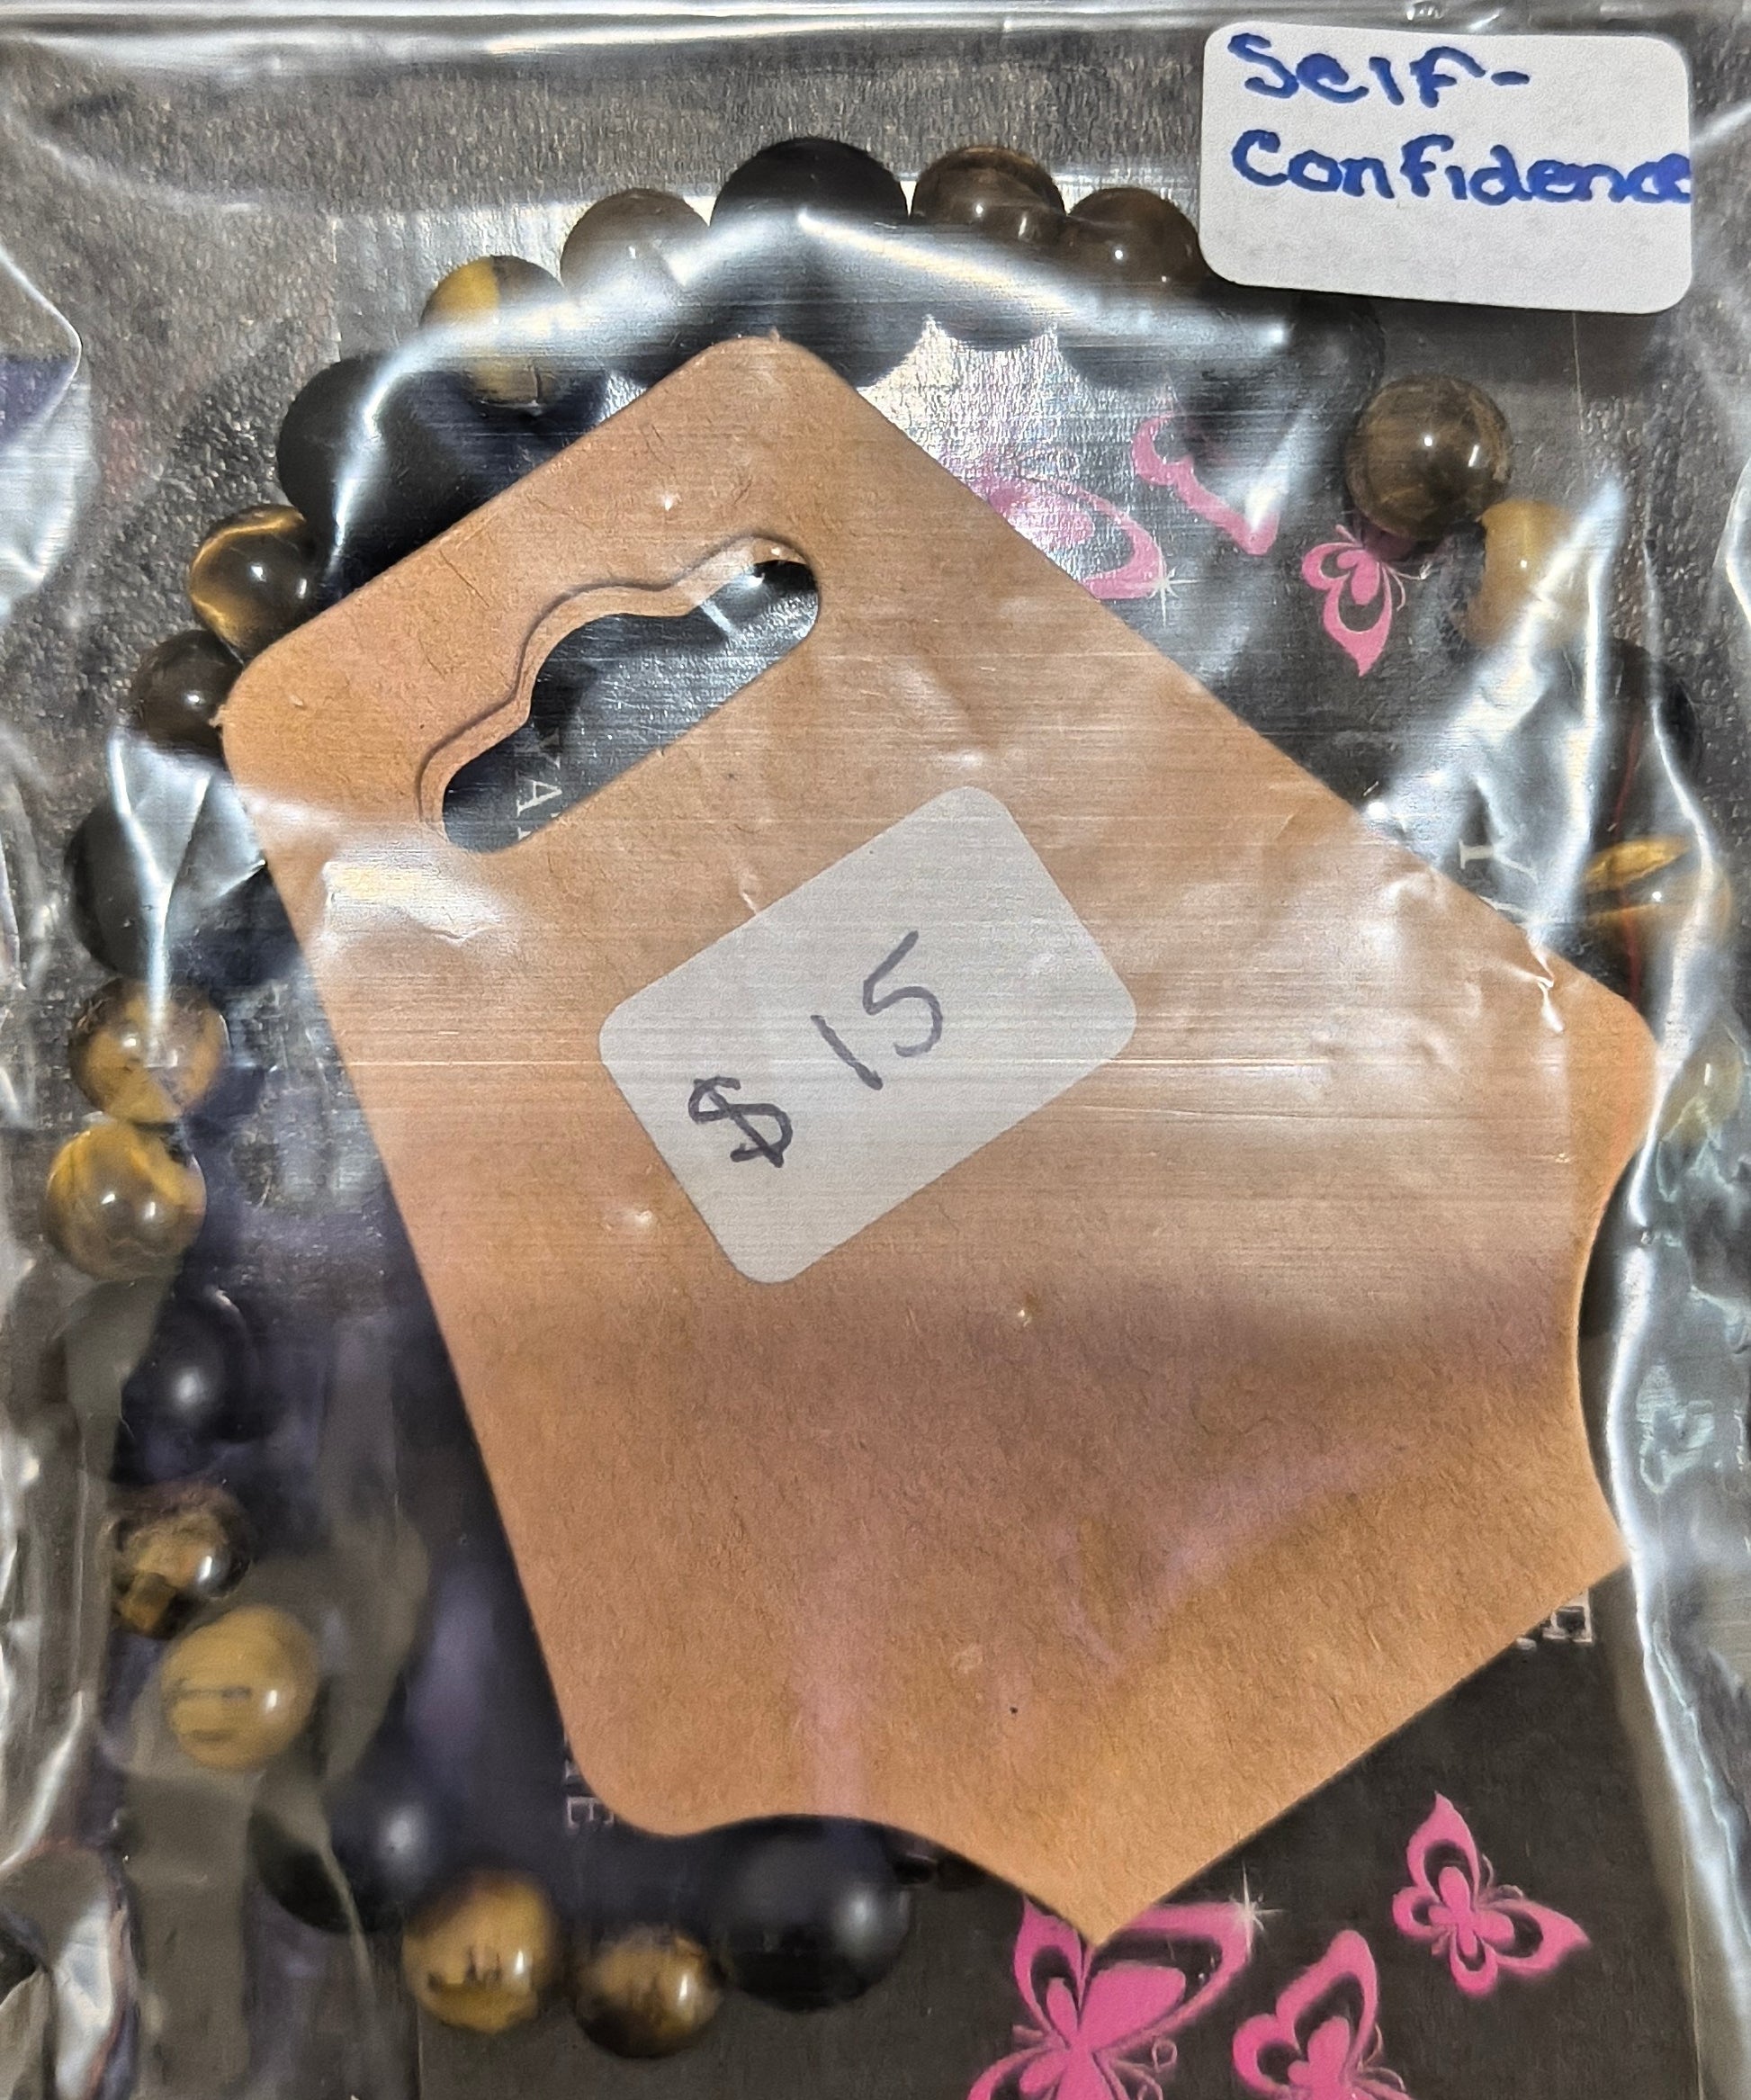 Self-
Confidence
$ 15